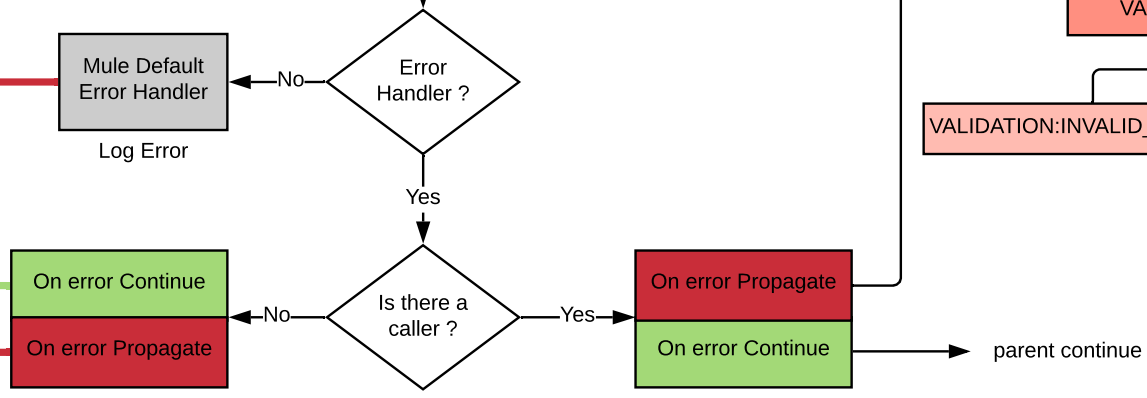 VA
Mule Default
Error Handler
No
Error
Handler ?
VALIDATION:INVALID_
Log Error
Yes
On error Continue
On error Propagate
No
Is there a
caller ?
Yes
On error Propagate
On error Continue
parent continue